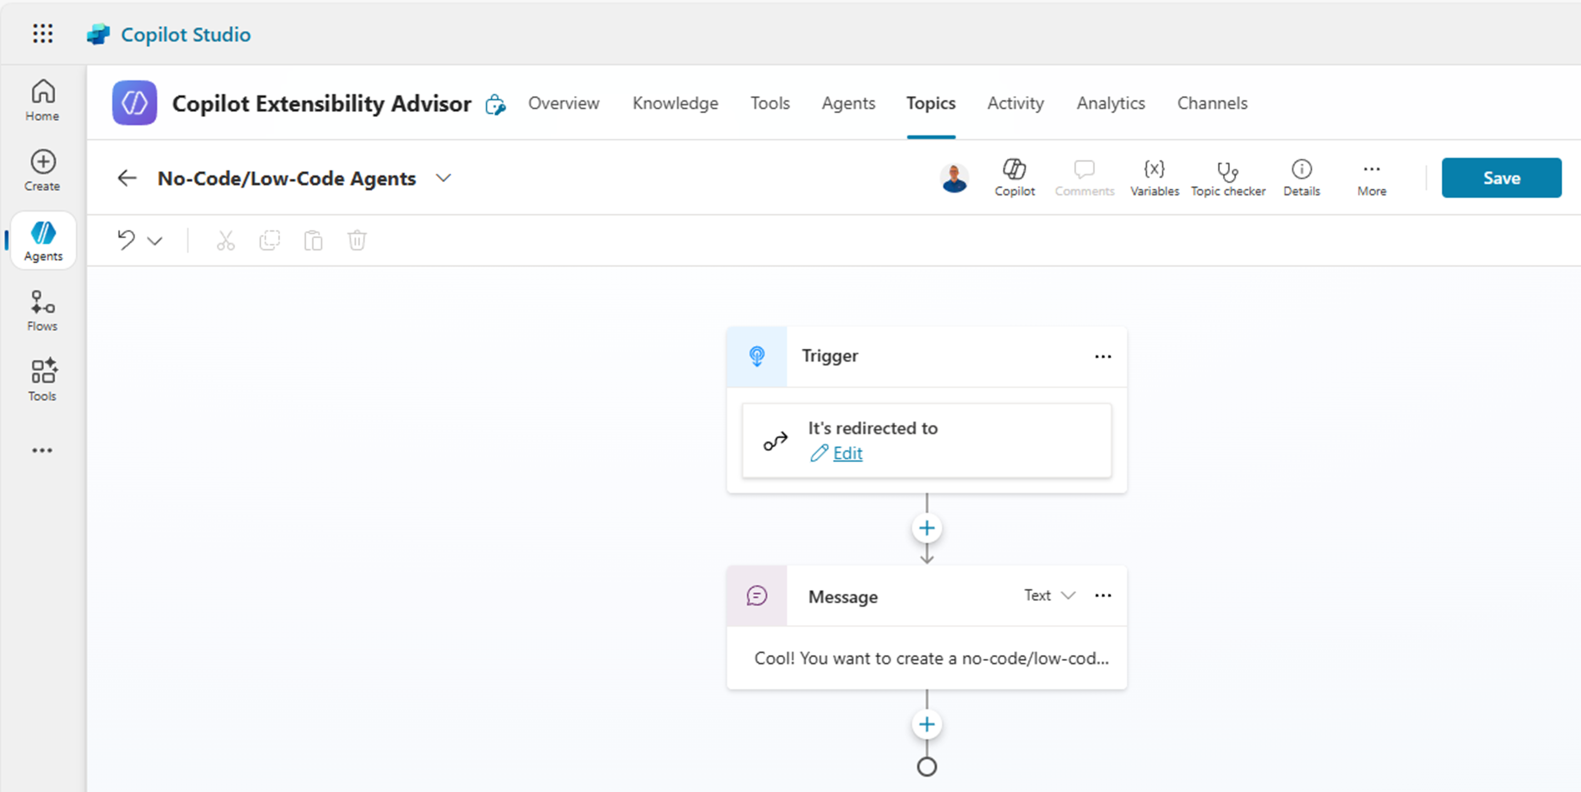 Copilot Studio
Home
Create
Agents
Flows
Tools
Copilot Extensibility Advisor
Overview
Knowledge
Tools
Agents
Topics
Activity
Analytics
Channels
No-Code/Low-Code Agents
Copilot
Comments
{x}
Variables
Topic checker
Details
More
Save
Trigger
It's redirected to
Edit
Message
Text
Cool! You want to create a no-code/low-cod...